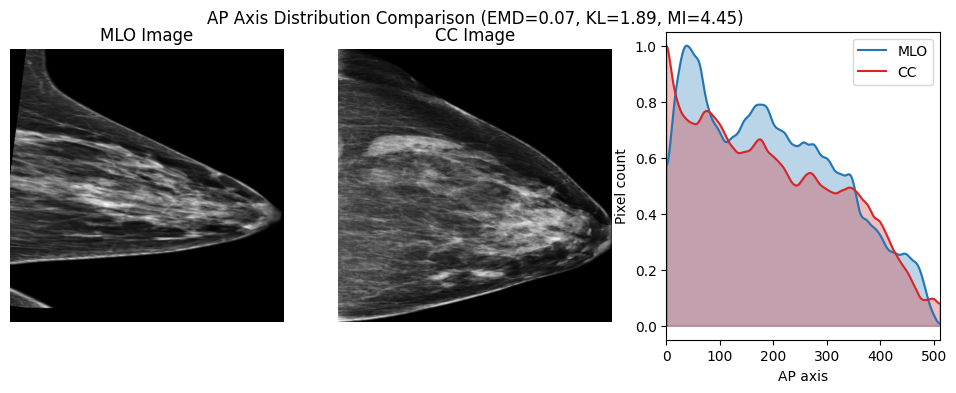 AP Axis Distribution Comparison (EMD=0.07, KL=1.89, MI=4.45)
MLO Image
CC Image
MLO
CC
Pixel count
1.0
0.8
0.6
0.4
0.2
0.0
0 100 200 300 400 500
AP axis